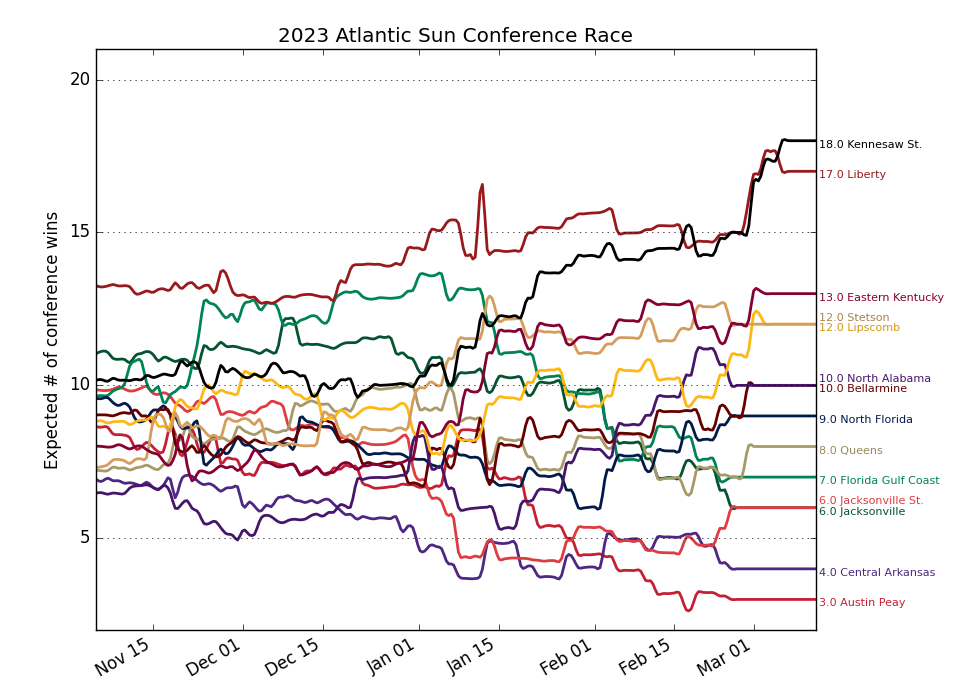 2023 Atlantic Sun Conference Race
Expected # of conference wins
20
15
10
5
Nov 15
Dec 01
Dec 15
Jan 01
Jan 15
Feb 01
Feb 15
Mar 01
18.0 Kennesaw St.
17.0 Liberty
13.0 Eastern Kentucky
12.0 Stetson
12.0 Lipscomb
10.0 North Alabama
10.0 Bellarmine
9.0 North Florida
8.0 Queens
7.0 Florida Gulf Coast
6.0 Jacksonville St.
6.0 Jacksonville
4.0 Central Arkansas
3.0 Austin Peay